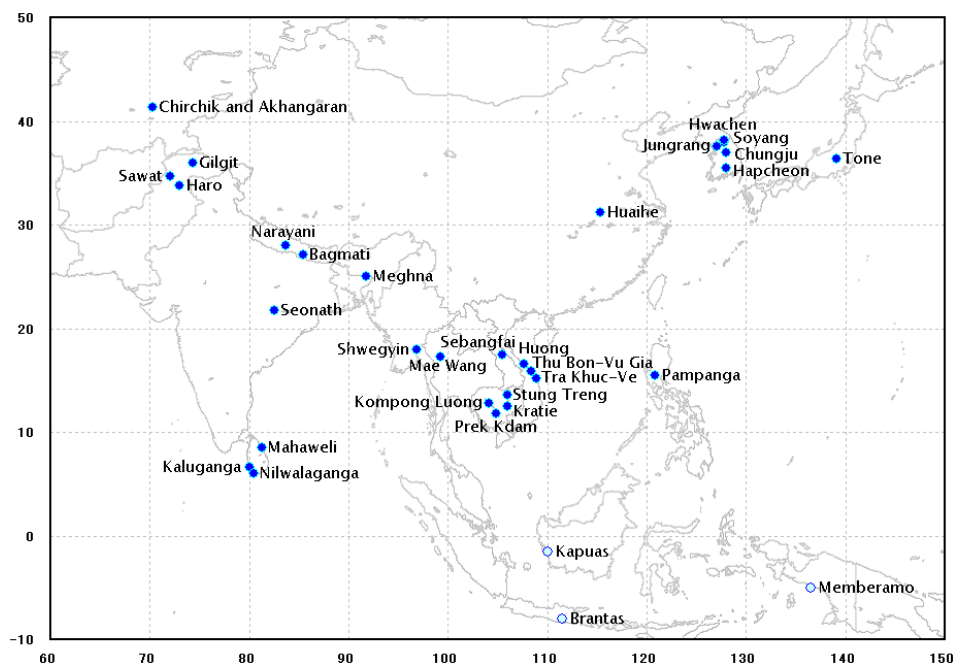 50
40
30
20
10
0
-10
60
70
80
90
100
110
120
130
140
150
Chirchik and Akhangaran
Hwachen
Soyang
Jungrang
Chungju
Tone
Gilgit
Sawat
Haro
Hapcheon
Huaihe
Narayani
Bagmati
Meghna
Seonath
Shwegyin
Sebangfai
Huong
Mae Wang
Thu Bon-Vu Gia
Tra Khuc-Ve
Pampanga
Stung Treng
Kompong Luong
Kratie
Prek Kdam
Mahaweli
Kaluganga
Nilwalaganga
Kapuas
Memberamo
Brantas